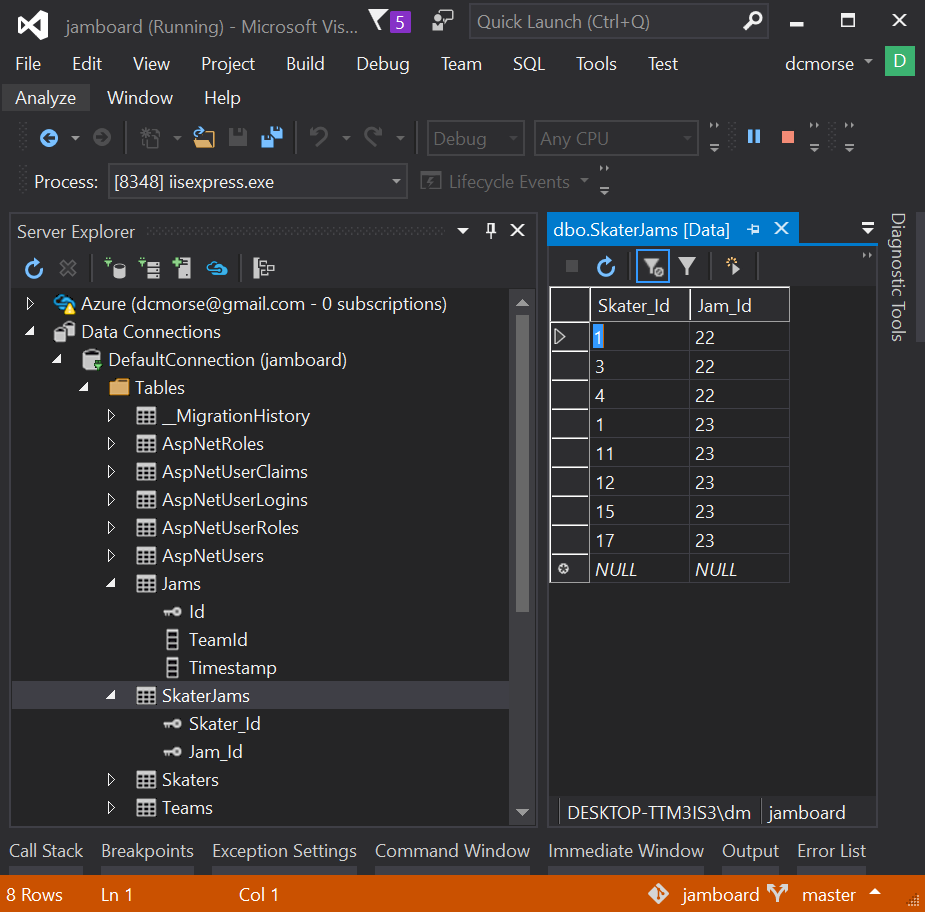 jamboard (Running) - Microsoft Vis... 5 Quick Launch (Ctrl+Q)
File Edit View Project Build Debug Team SQL Tools Test dcmorse D
Analyze Window Help
Debug Any CPU
Process: [8348] iisexpress.exe Lifecycle Events
Server Explorer
Azure (dcmorse@gmail.com - 0 subscriptions)
Data Connections
DefaultConnection (jamboard)
Tables
__MigrationHistory
AspNetRoles
AspNetUserClaims
AspNetUserLogins
AspNetUserRoles
AspNetUsers
Jams
Id
TeamId
Timestamp
SkaterJams
Skater_Id
Jam_Id
Skaters
Teams
dbo.SkaterJams [Data]
Skater_Id Jam_Id
1 22
3 22
4 22
1 23
11 23
12 23
15 23
17 23
NULL NULL
DESKTOP-TTM3IS3\dm jamboard
Diagnostic Tools
Call Stack Breakpoints Exception Settings Command Window Immediate Window Output Error List
8 Rows Ln 1 Col 1 jamboard master